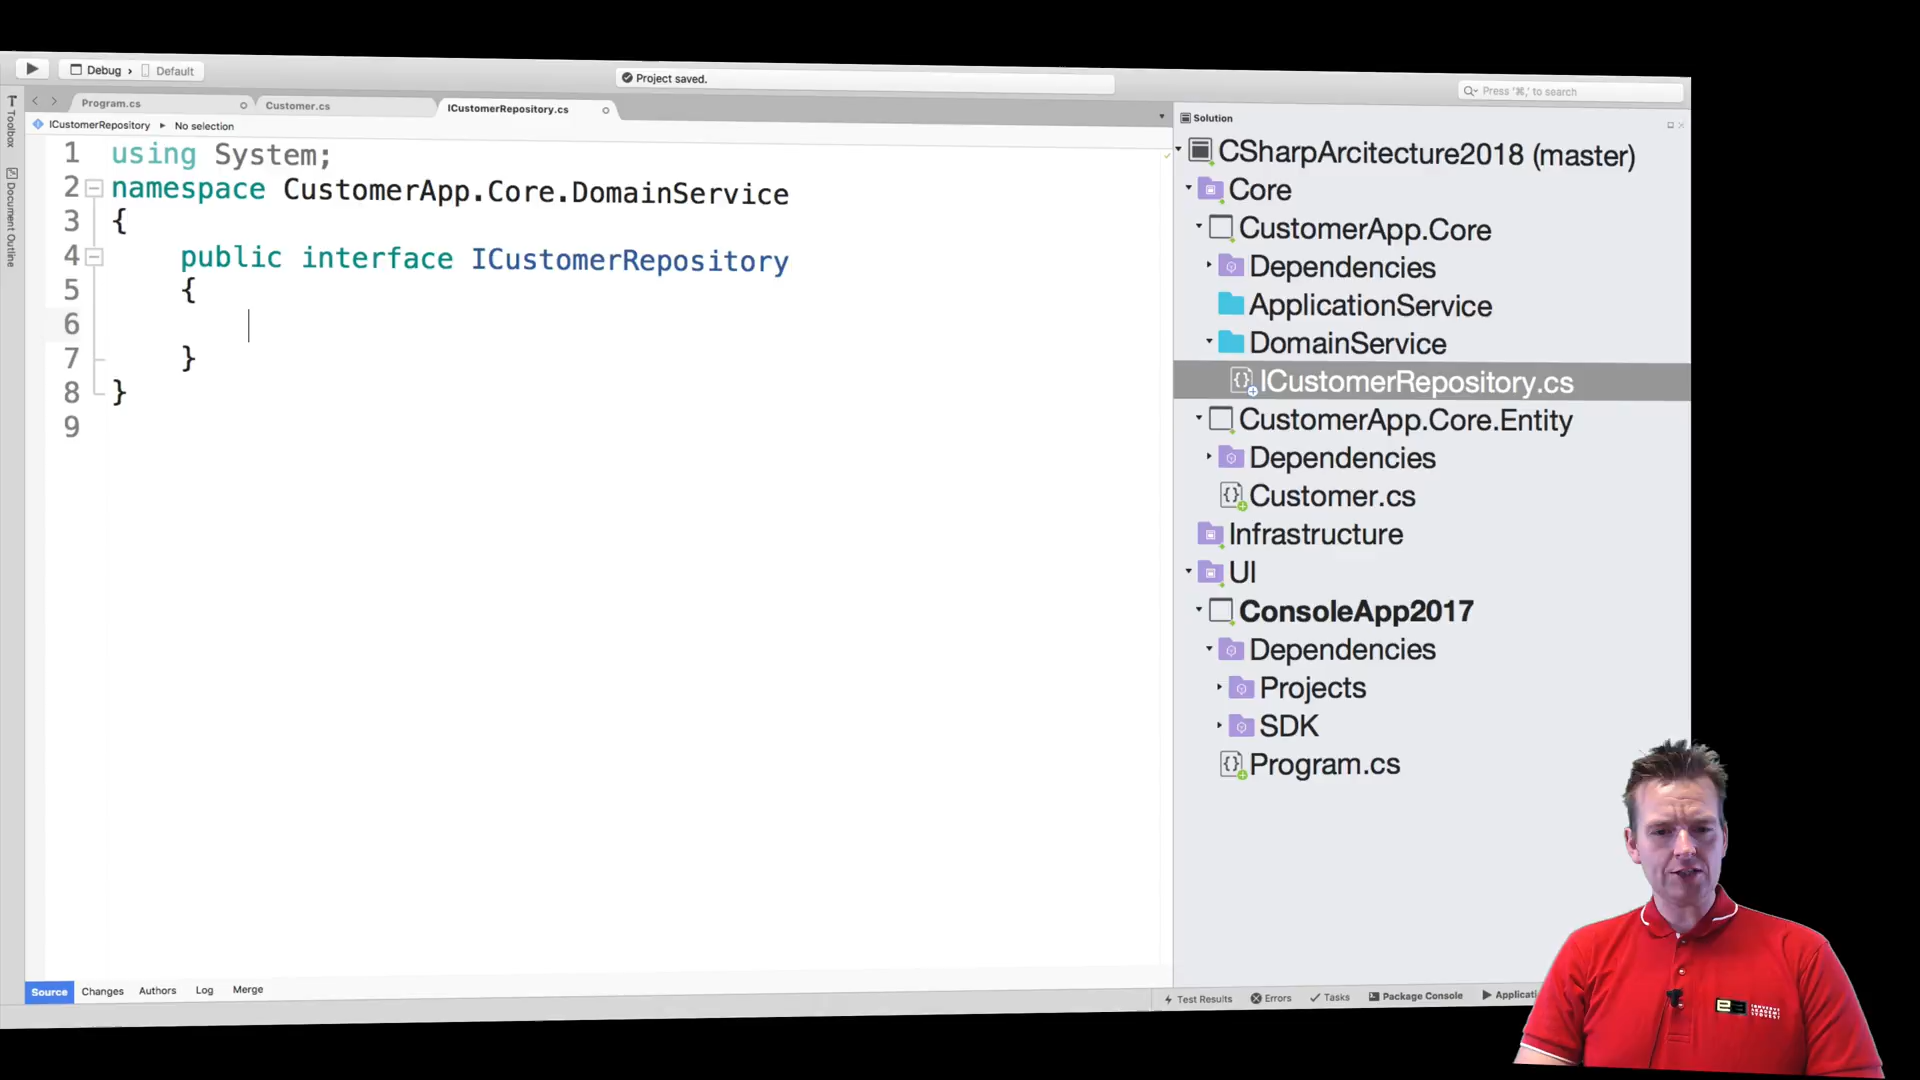 Debug › Default
Project saved.
Press '⌘,' to search
Program.cs
Customer.cs
ICustomerRepository.cs
ICustomerRepository ▸ No selection
Toolbox
Document Outline
1 using System;
2 namespace CustomerApp.Core.DomainService
3 {
4 public interface ICustomerRepository
5 {
6
7 }
8 }
9
Solution
CSharpArcitecture2018 (master)
Core
CustomerApp.Core
Dependencies
ApplicationService
DomainService
ICustomerRepository.cs
CustomerApp.Core.Entity
Dependencies
Customer.cs
Infrastructure
UI
ConsoleApp2017
Dependencies
Projects
SDK
Program.cs
Source Changes Authors Log Merge
Test Results Errors Tasks Package Console Applicati